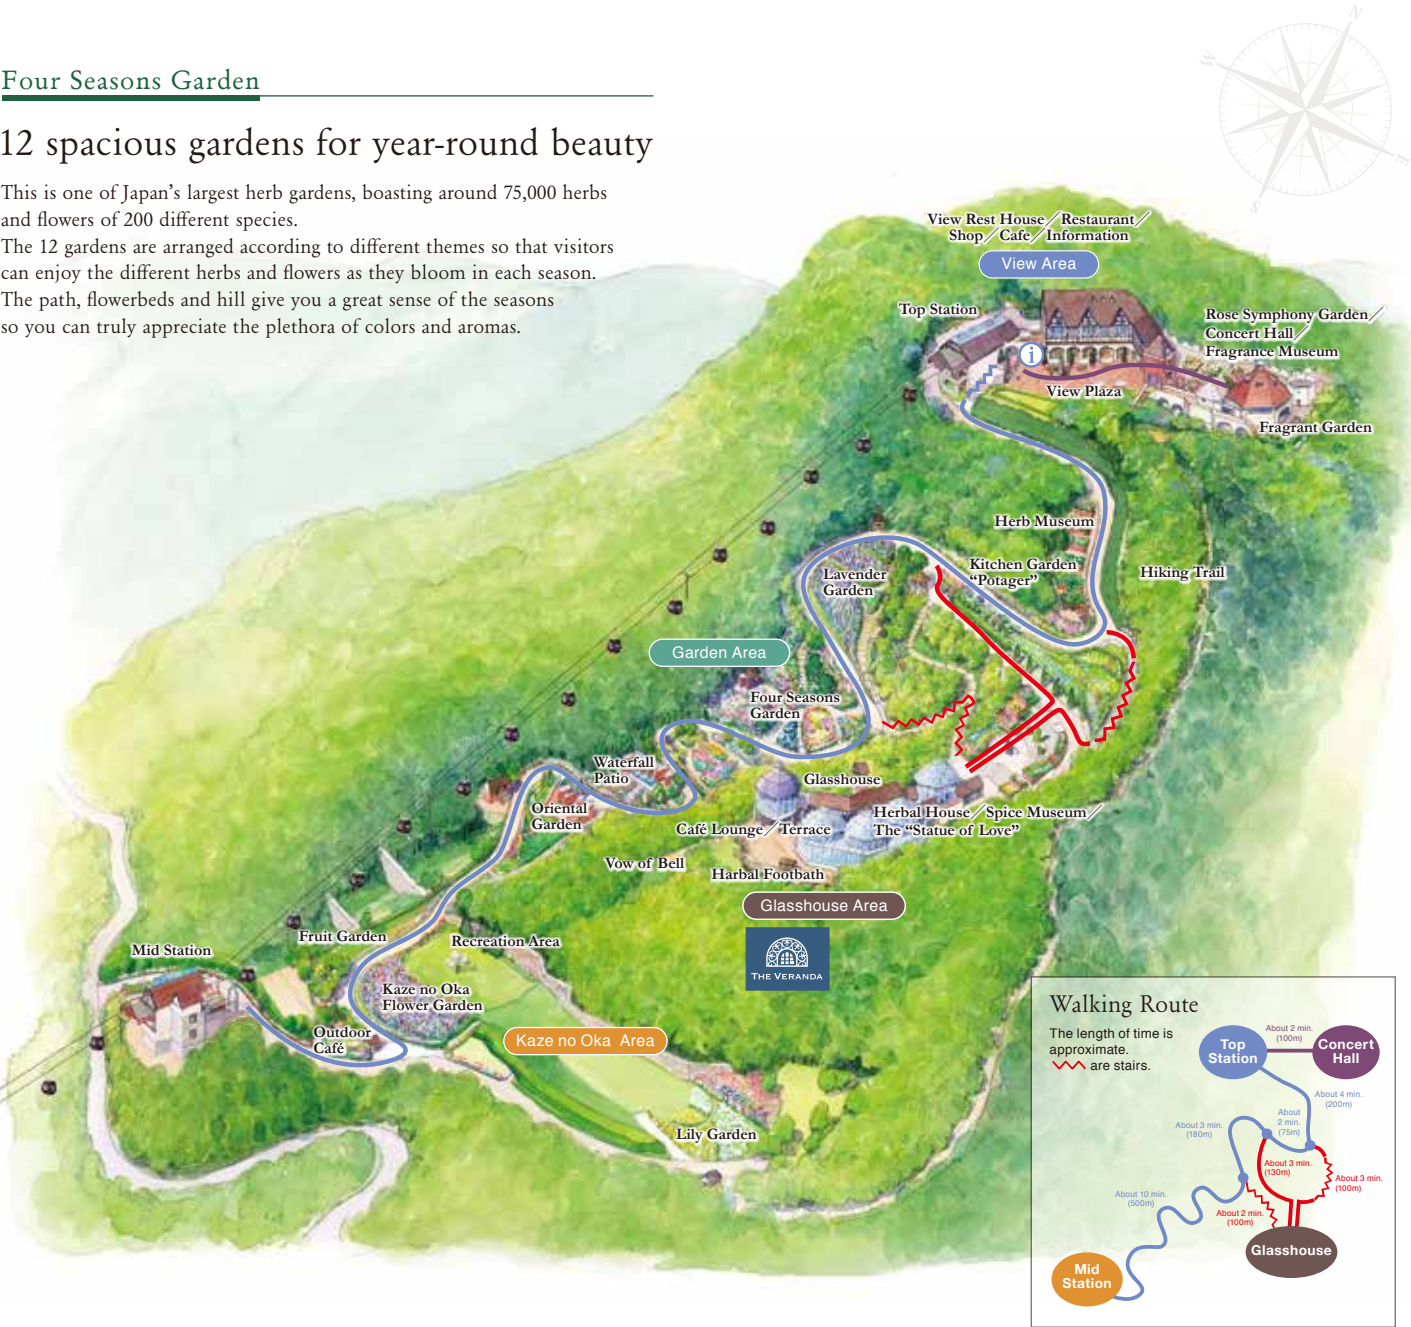 Four Seasons Garden
12 spacious gardens for year-round beauty
This is one of Japan's largest herb gardens, boasting around 75,000 herbs
and flowers of 200 different species.
The 12 gardens are arranged according to different themes so that visitors
can enjoy the different herbs and flowers as they bloom in each season.
The path, flowerbeds and hill give you a great sense of the seasons
so you can truly appreciate the plethora of colors and aromas.
N
W
E
S
View Rest House／Restaurant／
Shop／Cafe／Information
View Area
Top Station
i
View Plaza
Rose Symphony Garden／
Concert Hall／
Fragrance Museum
Fragrant Garden
Herb Museum
Kitchen Garden
“Potager”
Hiking Trail
Lavender
Garden
Garden Area
Four Seasons
Garden
Waterfall
Patio
Glasshouse
Oriental
Garden
Herbal House／Spice Museum／
The “Statue of Love”
Café Lounge／Terrace
Vow of Bell
Harbal Footbath
Glasshouse Area
THE VERANDA
Fruit Garden
Recreation Area
Mid Station
Kaze no Oka
Flower Garden
Outdoor
Café
Kaze no Oka Area
Lily Garden
Walking Route
The length of time is
approximate.
are stairs.
Top
Station
About 2 min.
(100m)
Concert
Hall
About 4 min.
(200m)
About
2 min.
(75m)
About 3 min.
(180m)
About 3 min.
(130m)
About 3 min.
(100m)
About 10 min.
(500m)
About 2 min.
(100m)
Glasshouse
Mid
Station